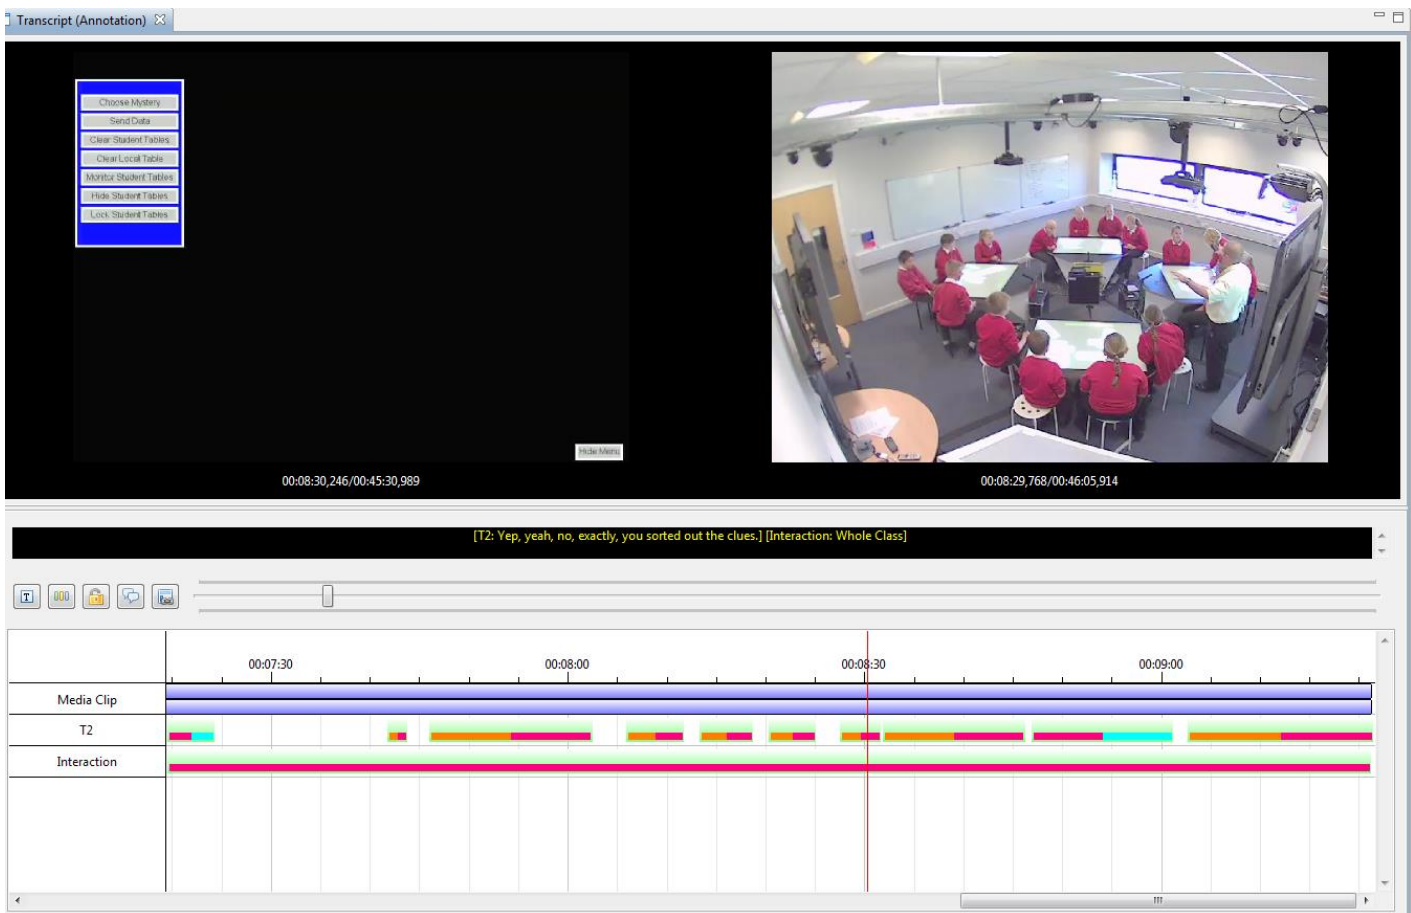 Transcript (Annotation)
Choose Mystery
Send Data
Clear Student Tables
Clear Local Table
Monitor Student Tables
Hide Student Tables
Lock Student Tables
Hide Menu
00:08:30,246/00:45:30,989
00:08:29,768/00:46:05,914
[T2: Yep, yeah, no, exactly, you sorted out the clues.] [Interaction: Whole Class]
T
00:07:30 00:08:00 00:08:30 00:09:00
Media Clip
T2
Interaction